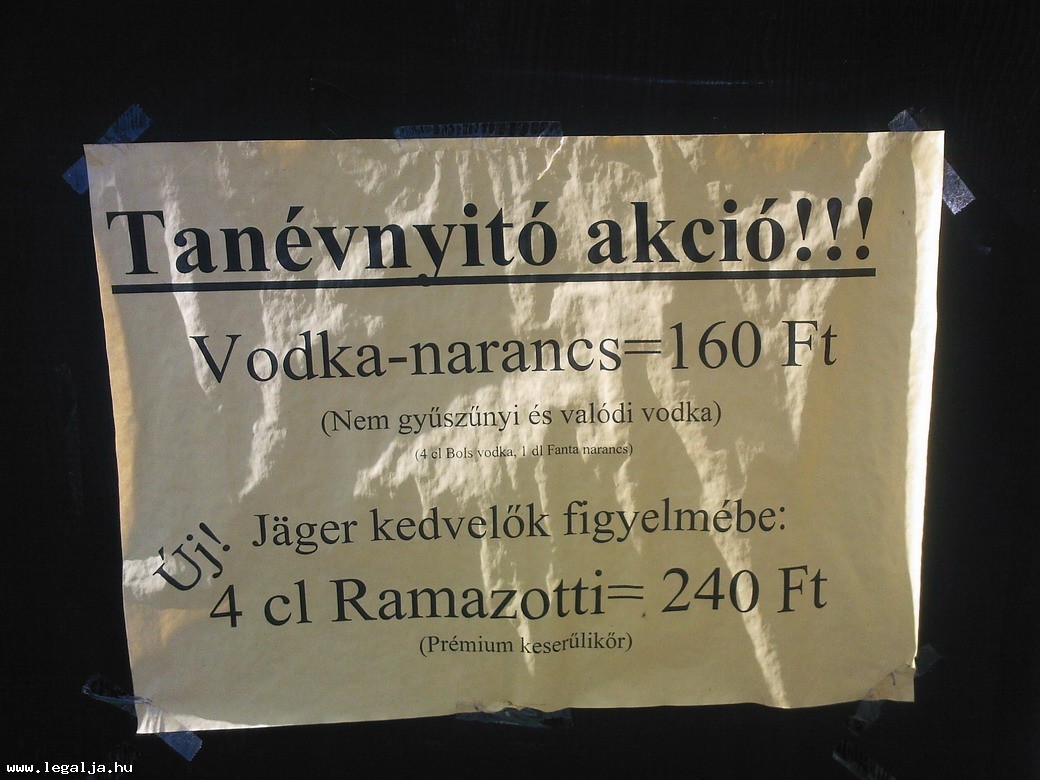 Tanévnyitó akció!!!
Vodka-narancs=160 Ft
(Nem gyűszűnyi és valódi vodka)
(4 cl Bols vodka, 1 dl Fanta narancs)
Új!
Jäger kedvelők figyelmébe:
4 cl Ramazotti= 240 Ft
(Prémium keserűlikőr)
www.legalja.hu